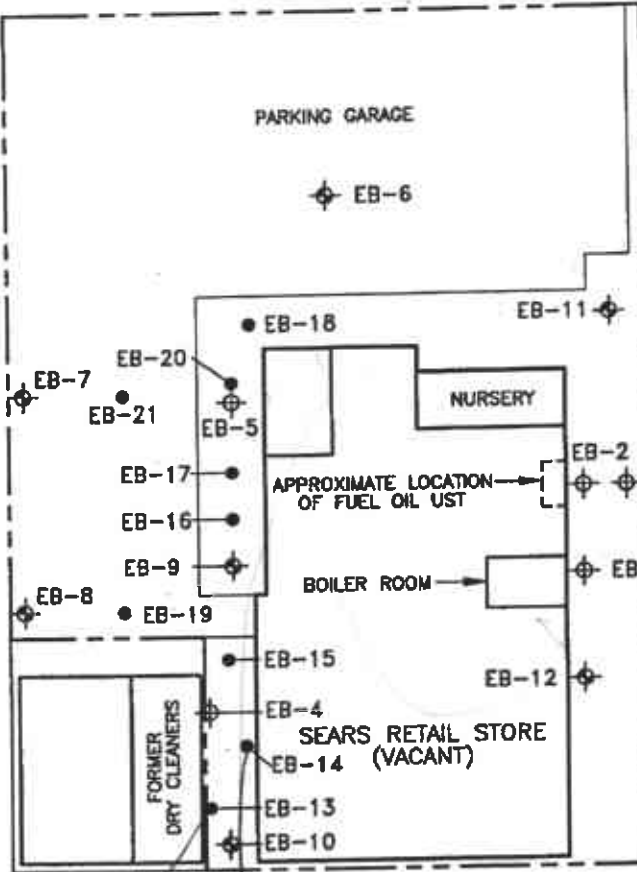 PARKING GARAGE
EB-6
EB-11
EB-18
EB-20
EB-7
EB-21
EB-5
NURSERY
EB-2
EB-17
APPROXIMATE LOCATION
OF FUEL OIL UST
EB-16
EB-9
BOILER ROOM
EB
EB-8
EB-19
EB-15
EB-12
EB-4
SEARS RETAIL STORE
(VACANT)
EB-14
FORMER
DRY CLEANERS
EB-13
EB-10